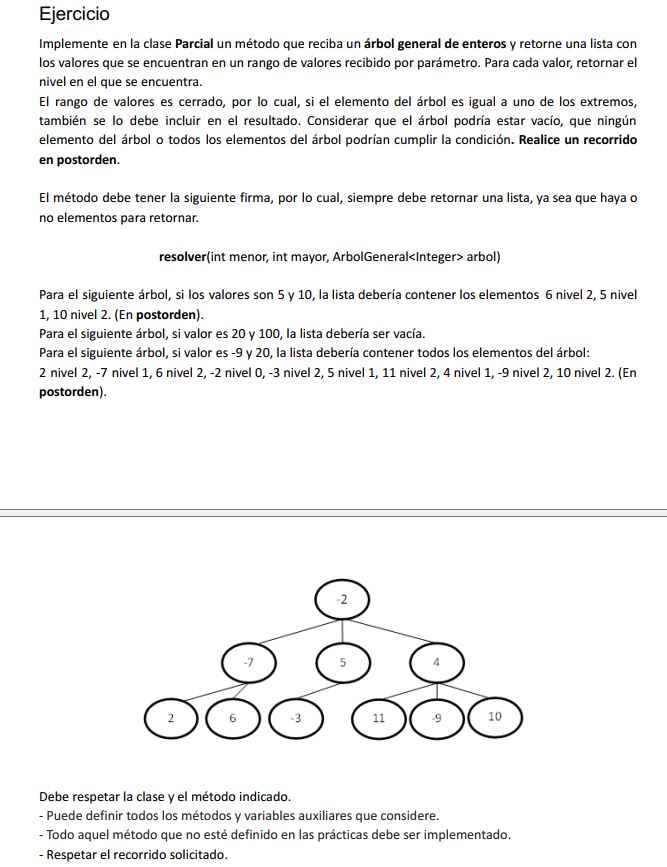 Ejercicio
Implemente en la clase Parcial un método que reciba un árbol general de enteros y retorne una lista con
los valores que se encuentran en un rango de valores recibido por parámetro. Para cada valor, retornar el
nivel en el que se encuentra.
El rango de valores es cerrado, por lo cual, si el elemento del árbol es igual a uno de los extremos,
también se lo debe incluir en el resultado. Considerar que el árbol podría estar vacío, que ningún
elemento del árbol o todos los elementos del árbol podrían cumplir la condición. Realice un recorrido
en postorden.
El método debe tener la siguiente firma, por lo cual, siempre debe retornar una lista, ya sea que haya o
no elementos para retornar.
resolver(int menor, int mayor, ArbolGeneral<Integer> arbol)
Para el siguiente árbol, si los valores son 5 y 10, la lista debería contener los elementos 6 nivel 2, 5 nivel
1, 10 nivel 2. (En postorden).
Para el siguiente árbol, si valor es 20 y 100, la lista debería ser vacía.
Para el siguiente árbol, si valor es -9 y 20, la lista debería contener todos los elementos del árbol:
2 nivel 2, -7 nivel 1, 6 nivel 2, -2 nivel 0, -3 nivel 2, 5 nivel 1, 11 nivel 2, 4 nivel 1, -9 nivel 2, 10 nivel 2. (En
postorden).
-2
-7 5 4
2 6 -3 11 -9 10
Debe respetar la clase y el método indicado.
- Puede definir todos los métodos y variables auxiliares que considere.
- Todo aquel método que no esté definido en las prácticas debe ser implementado.
- Respetar el recorrido solicitado.